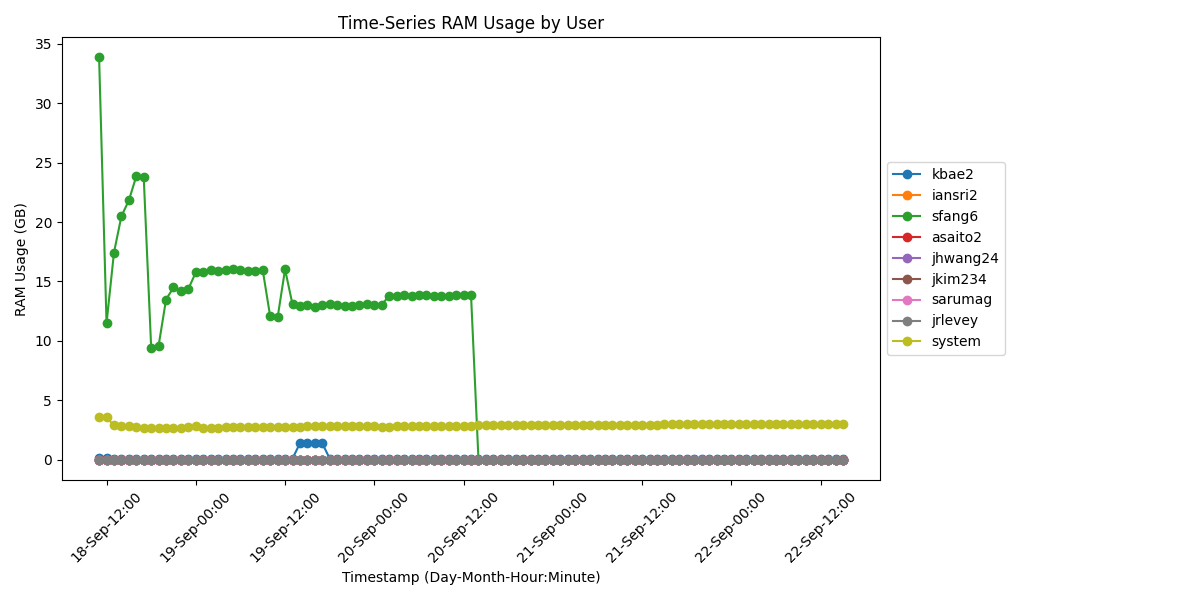 Time-Series RAM Usage by User
35
30
25
20
15
10
5
0
RAM Usage (GB)
18-Sep-12:00
19-Sep-00:00
19-Sep-12:00
20-Sep-00:00
20-Sep-12:00
21-Sep-00:00
21-Sep-12:00
22-Sep-00:00
22-Sep-12:00
Timestamp (Day-Month-Hour:Minute)
kbae2
iansri2
sfang6
asaito2
jhwang24
jkim234
sarumag
jrlevey
system